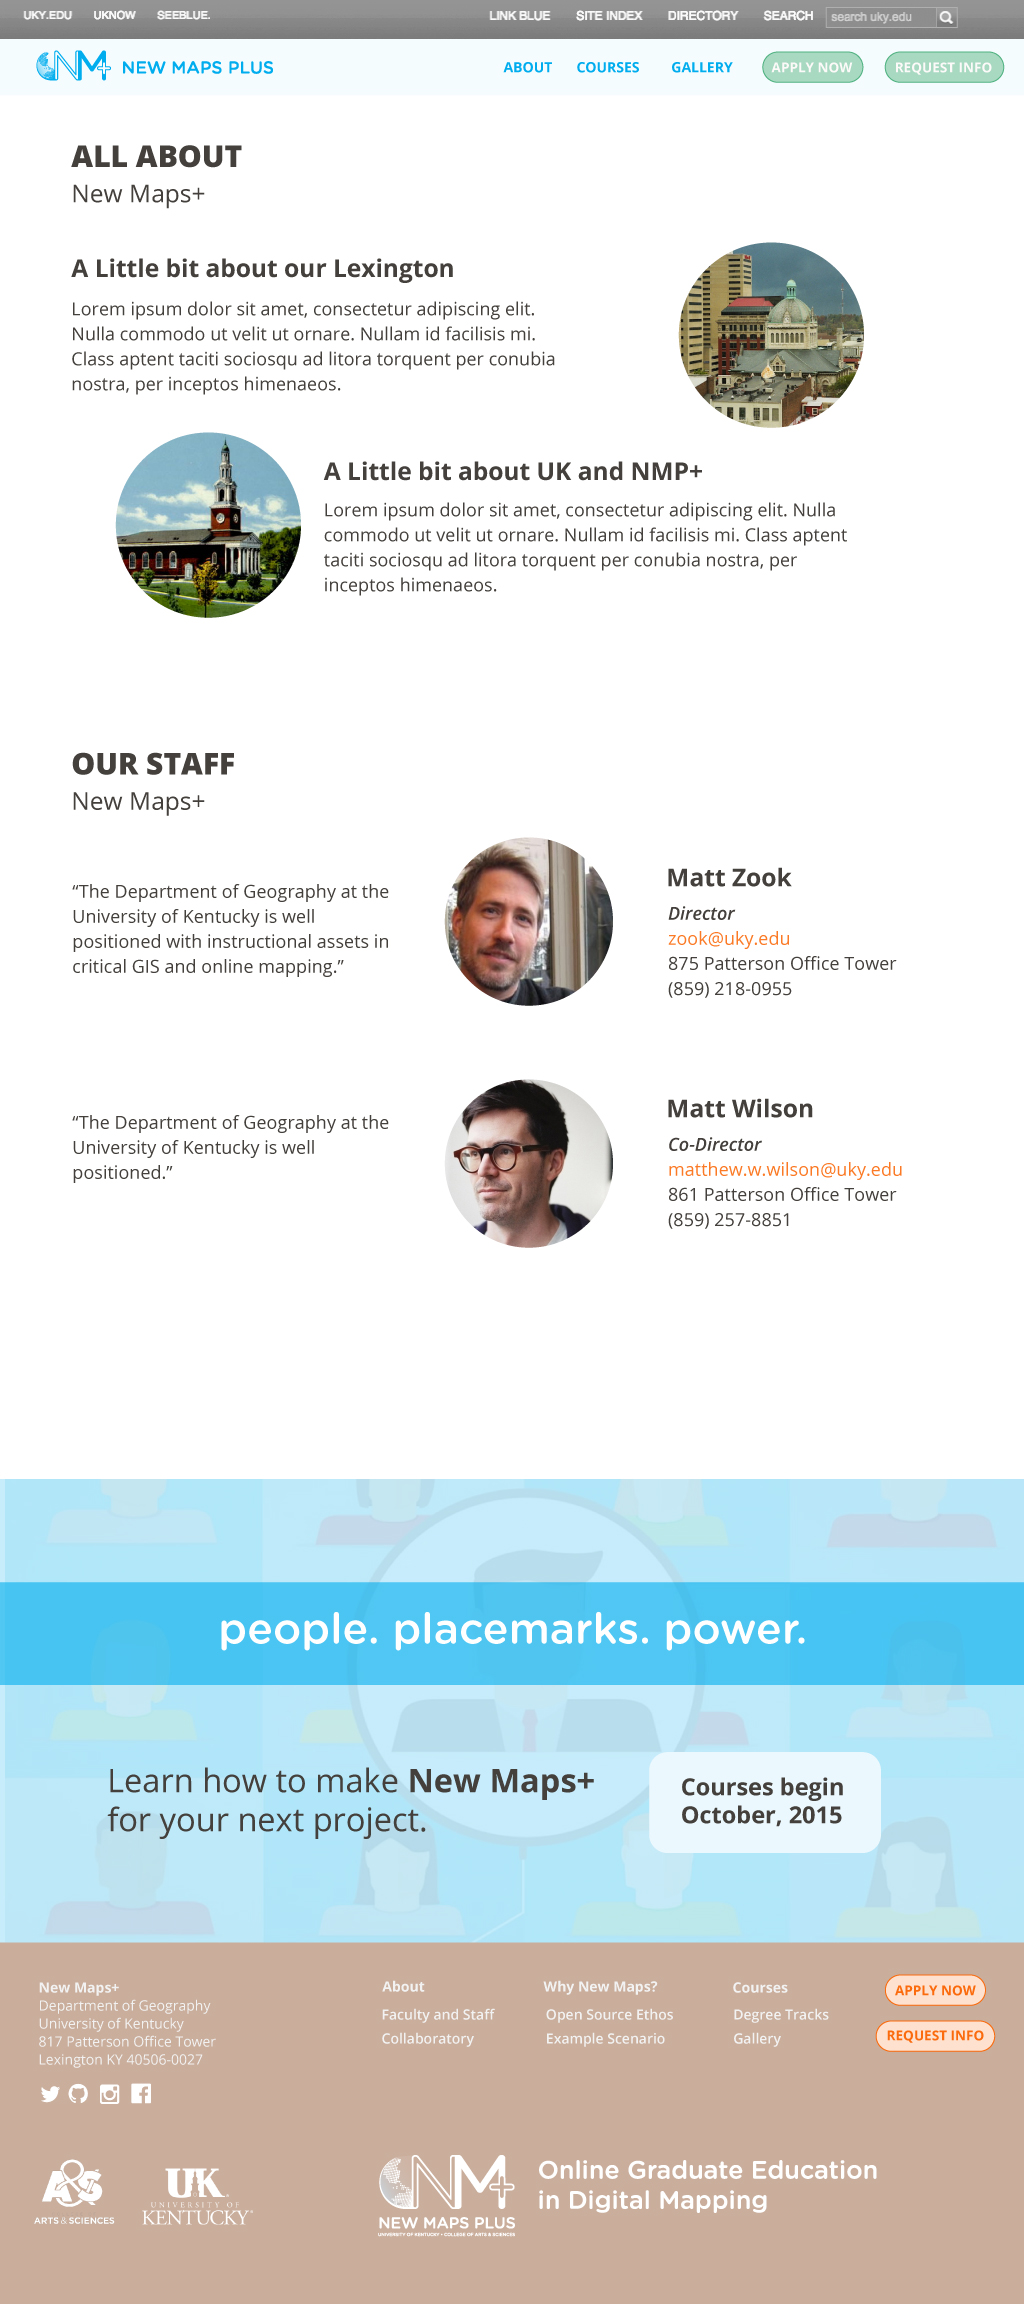 UKY.EDU UKNOW SEEBLUE. LINK BLUE SITE INDEX DIRECTORY SEARCH search uky.edu
NEW MAPS PLUS ABOUT COURSES GALLERY APPLY NOW REQUEST INFO
ALL ABOUT
New Maps+
A Little bit about our Lexington
Lorem ipsum dolor sit amet, consectetur adipiscing elit.
Nulla commodo ut velit ut ornare. Nullam id facilisis mi.
Class aptent taciti sociosqu ad litora torquent per conubia
nostra, per inceptos himenaeos.
A Little bit about UK and NMP+
Lorem ipsum dolor sit amet, consectetur adipiscing elit. Nulla
commodo ut velit ut ornare. Nullam id facilisis mi. Class aptent
taciti sociosqu ad litora torquent per conubia nostra, per
inceptos himenaeos.
OUR STAFF
New Maps+
“The Department of Geography at the
University of Kentucky is well
positioned with instructional assets in
critical GIS and online mapping.”
Matt Zook
Director
zook@uky.edu
875 Patterson Office Tower
(859) 218-0955
“The Department of Geography at the
University of Kentucky is well
positioned.”
Matt Wilson
Co-Director
matthew.w.wilson@uky.edu
861 Patterson Office Tower
(859) 257-8851
people. placemarks. power.
Learn how to make New Maps+
for your next project.
Courses begin
October, 2015
New Maps+
Department of Geography
University of Kentucky
817 Patterson Office Tower
Lexington KY 40506-0027
About
Faculty and Staff
Collaboratory
Why New Maps?
Open Source Ethos
Example Scenario
Courses
Degree Tracks
Gallery
APPLY NOW
REQUEST INFO
A&S
ARTS & SCIENCES
UK
UNIVERSITY OF
KENTUCKY
NM+
NEW MAPS PLUS
UNIVERSITY OF KENTUCKY • COLLEGE OF ARTS & SCIENCES
Online Graduate Education
in Digital Mapping